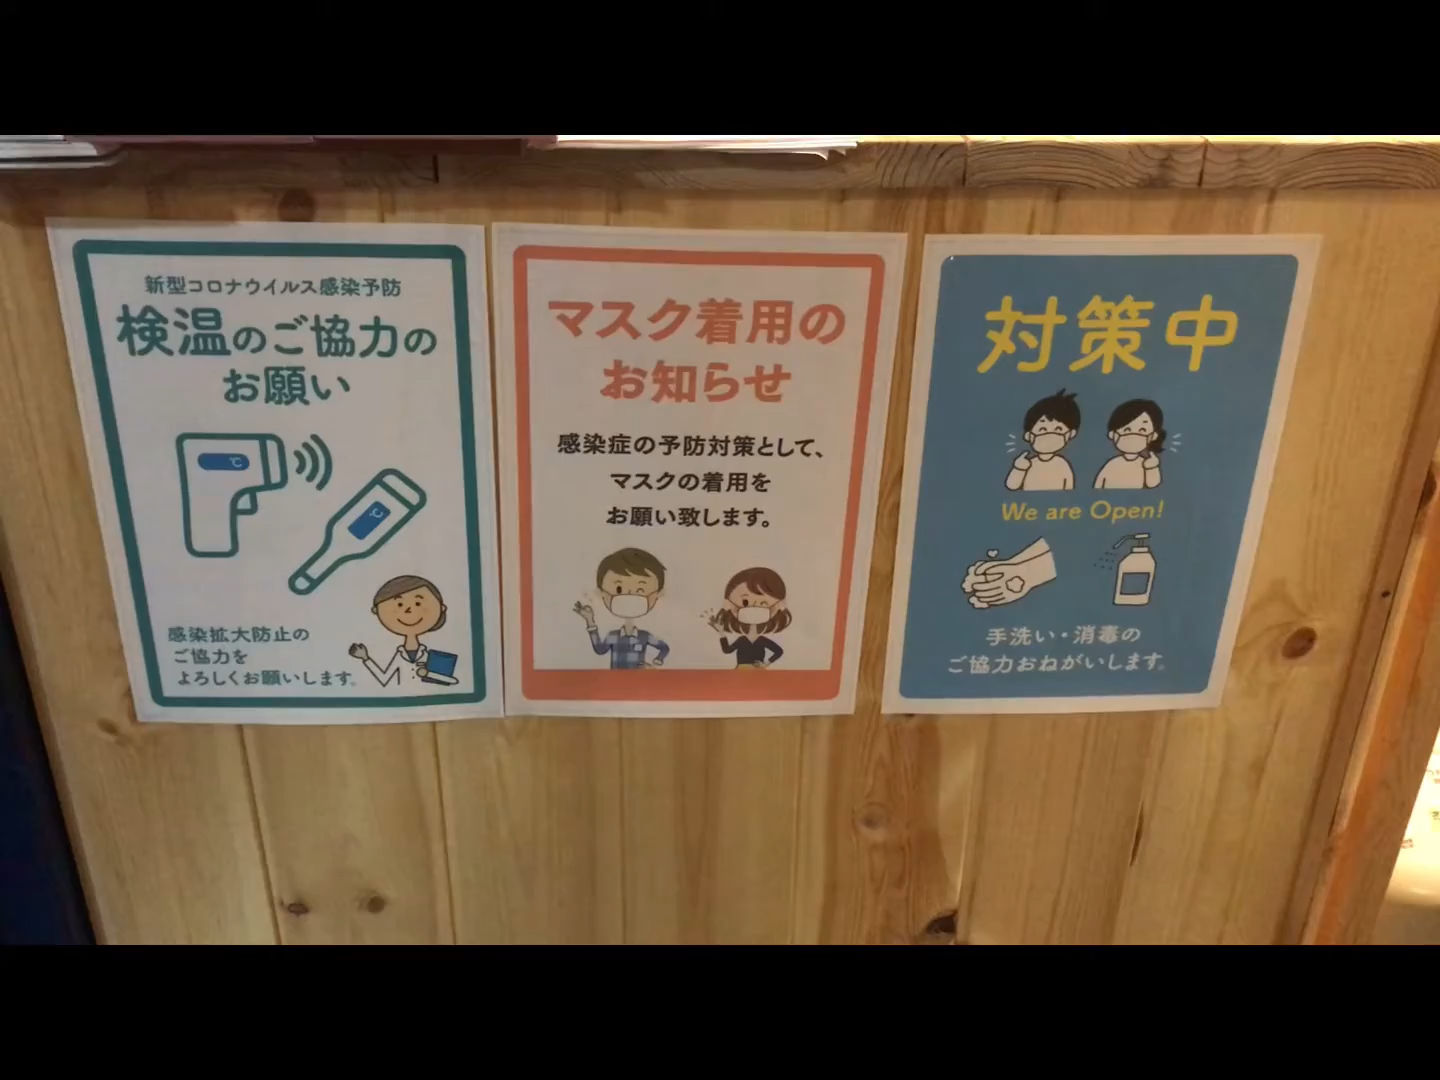 新型コロナウイルス感染予防
検温のご協力の
お願い
℃
℃
感染拡大防止の
ご協力を
よろしくお願いします。
マスク着用の
お知らせ
感染症の予防対策として、
マスクの着用を
お願い致します。
対策中
We are Open!
手洗い・消毒の
ご協力おねがいします。